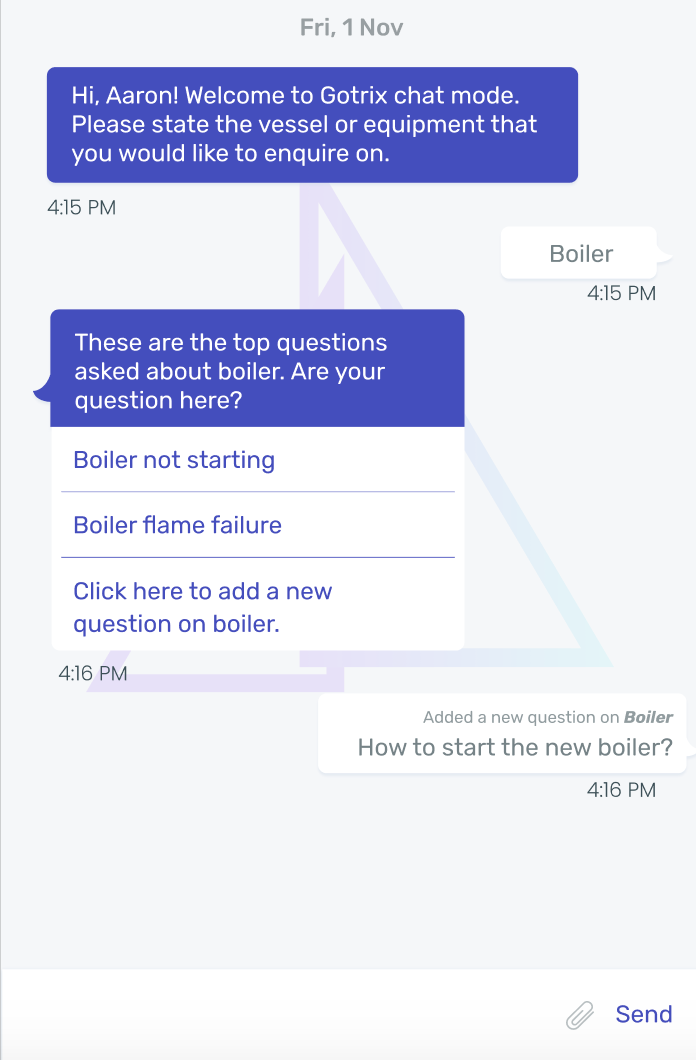 Fri, 1 Nov
Hi, Aaron! Welcome to Gotrix chat mode.
Please state the vessel or equipment that
you would like to enquire on.
4:15 PM
Boiler
4:15 PM
These are the top questions
asked about boiler. Are your
question here?
Boiler not starting
Boiler flame failure
Click here to add a new
question on boiler.
4:16 PM
Added a new question on Boiler
How to start the new boiler?
4:16 PM
Send